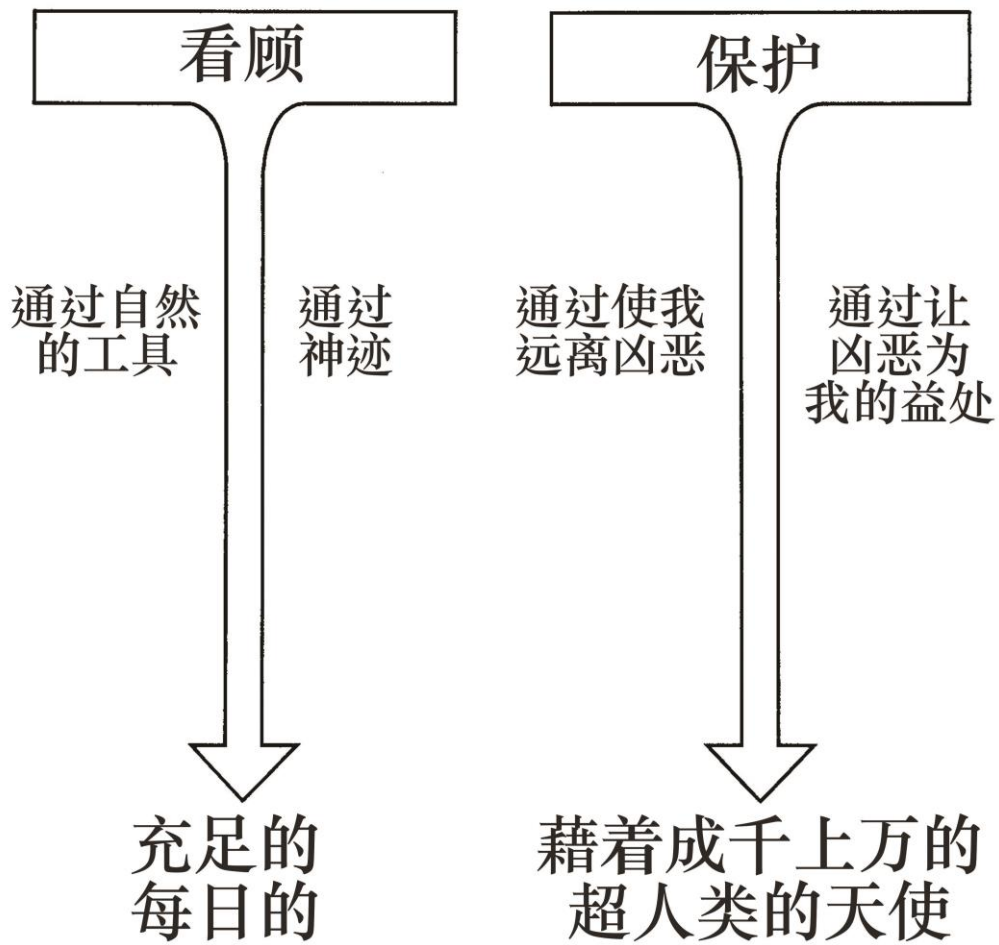 看顾
保护
通过自然
的工具
通过
神迹
通过使我
远离凶恶
通过让
凶恶为
我的益处
充足的
每日的
藉着成千上万的
超人类的天使